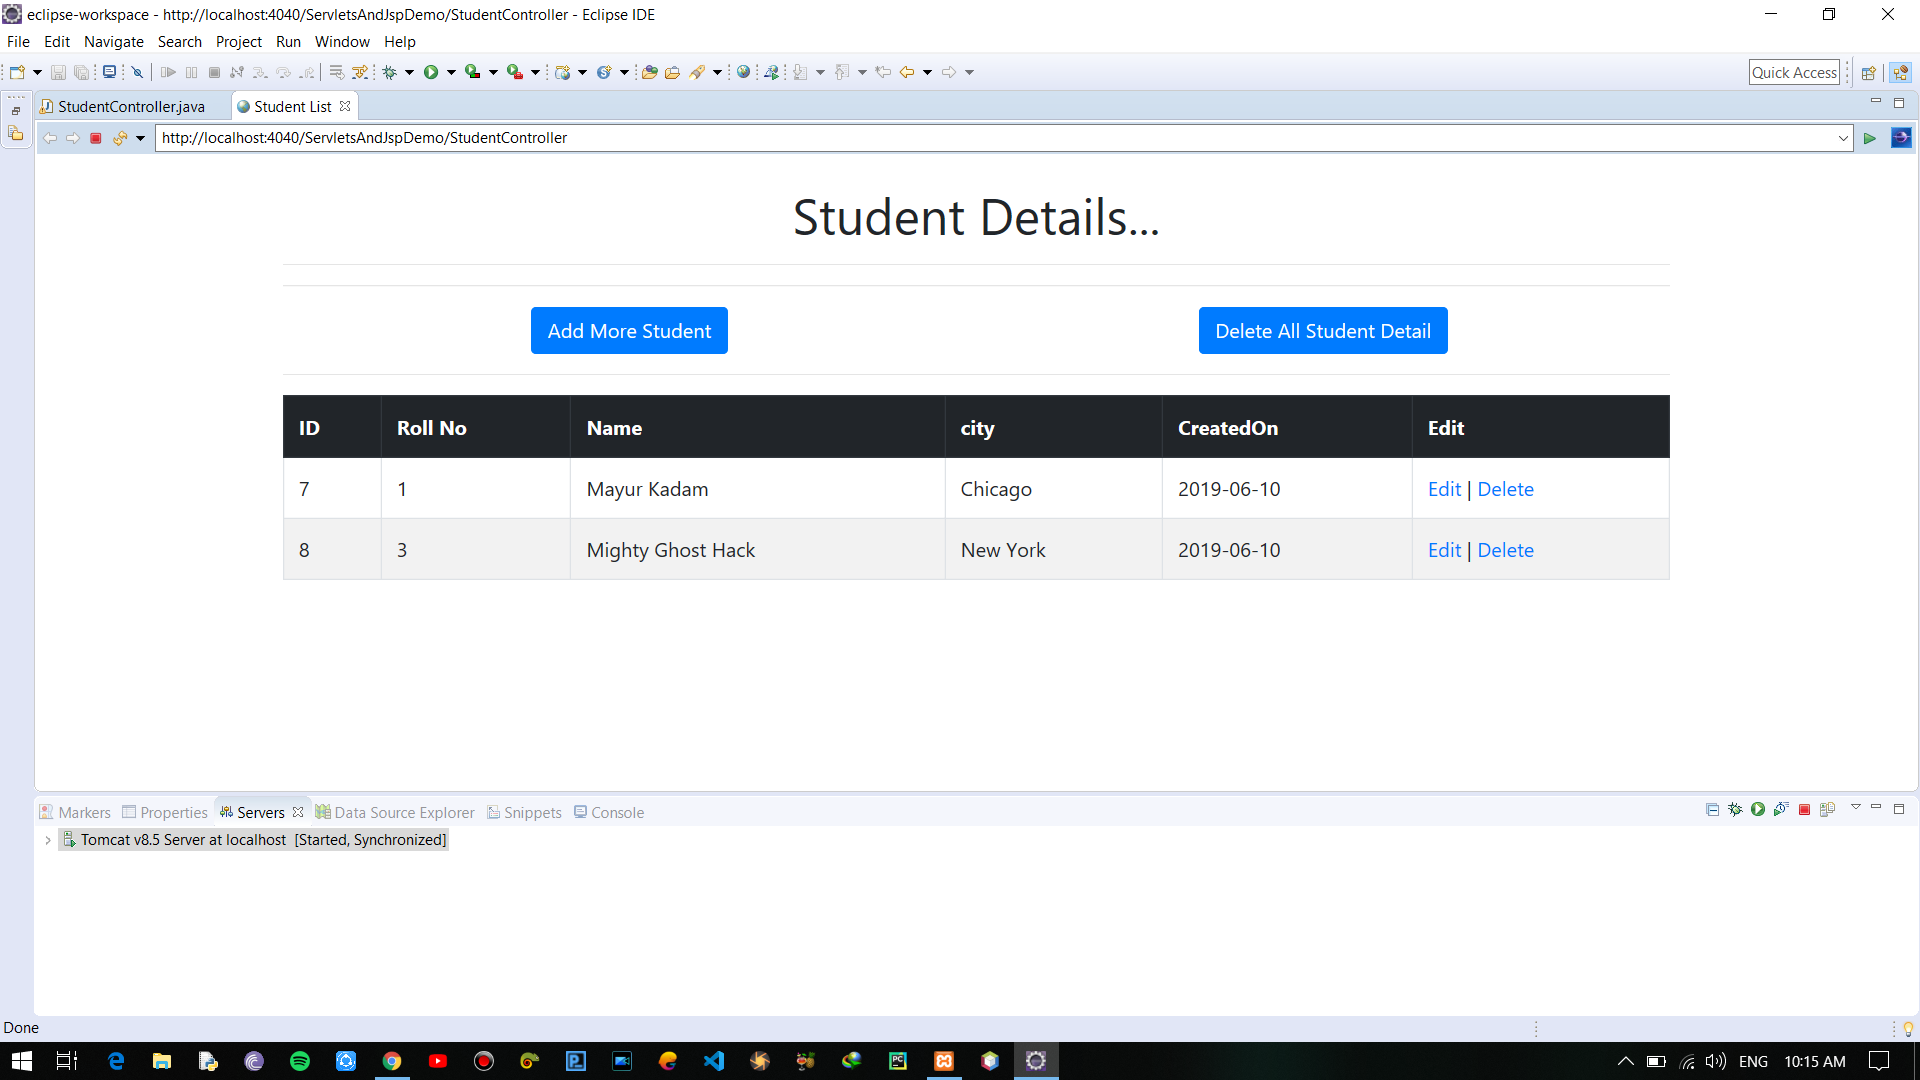 eclipse-workspace - http://localhost:4040/ServletsAndJspDemo/StudentController - Eclipse IDE
File Edit Navigate Search Project Run Window Help
Quick Access
StudentController.java Student List
http://localhost:4040/ServletsAndJspDemo/StudentController
Student Details...
Add More Student Delete All Student Detail
ID Roll No Name city CreatedOn Edit
7 1 Mayur Kadam Chicago 2019-06-10 Edit | Delete
8 3 Mighty Ghost Hack New York 2019-06-10 Edit | Delete
Markers Properties Servers Data Source Explorer Snippets Console
Tomcat v8.5 Server at localhost [Started, Synchronized]
Done
ENG 10:15 AM